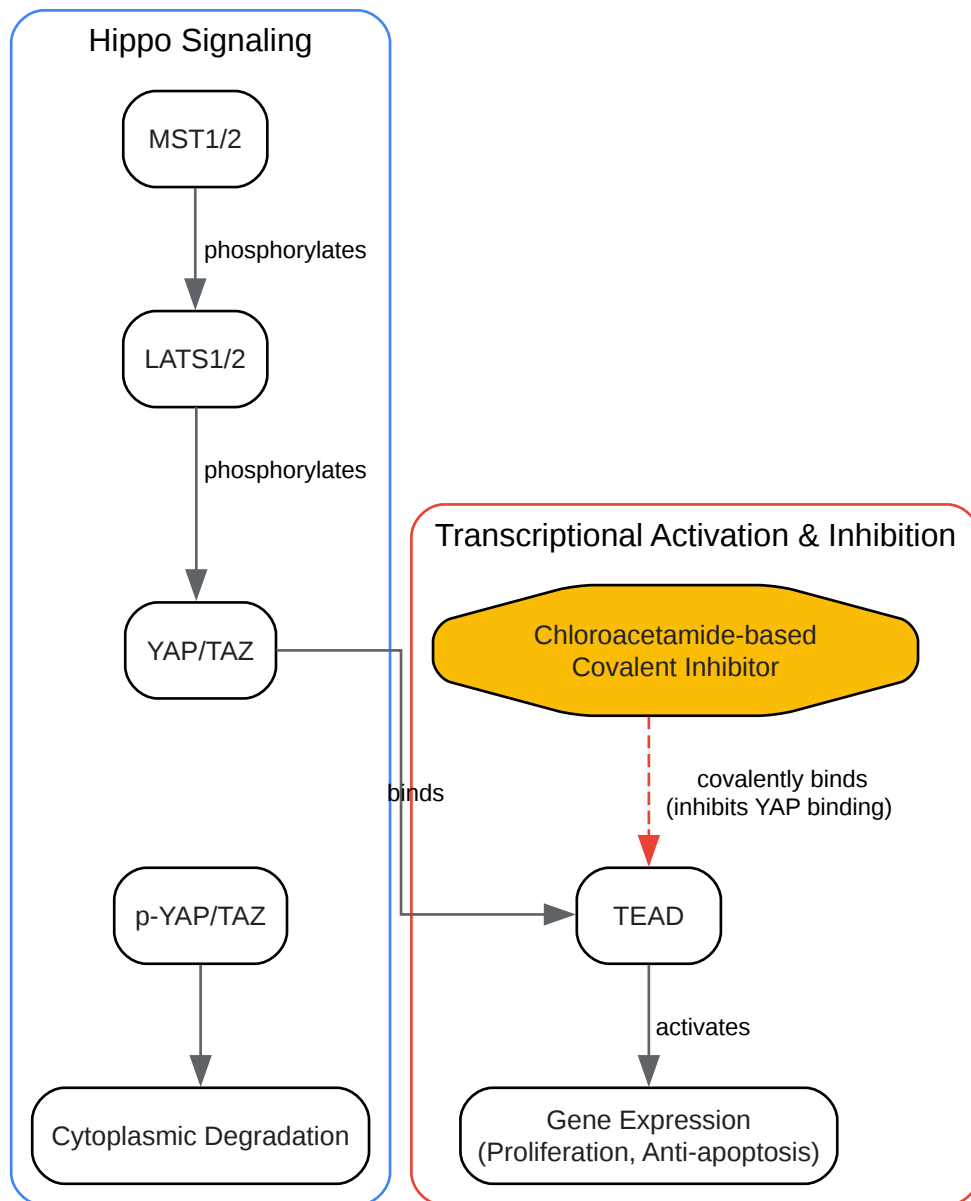 Hippo Signaling
MST1/2
phosphorylates
LATS1/2
phosphorylates
YAP/TAZ
binds
p-YAP/TAZ
Cytoplasmic Degradation
Transcriptional Activation & Inhibition
Chloroacetamide-based
Covalent Inhibitor
covalently binds
(inhibits YAP binding)
TEAD
activates
Gene Expression
(Proliferation, Anti-apoptosis)